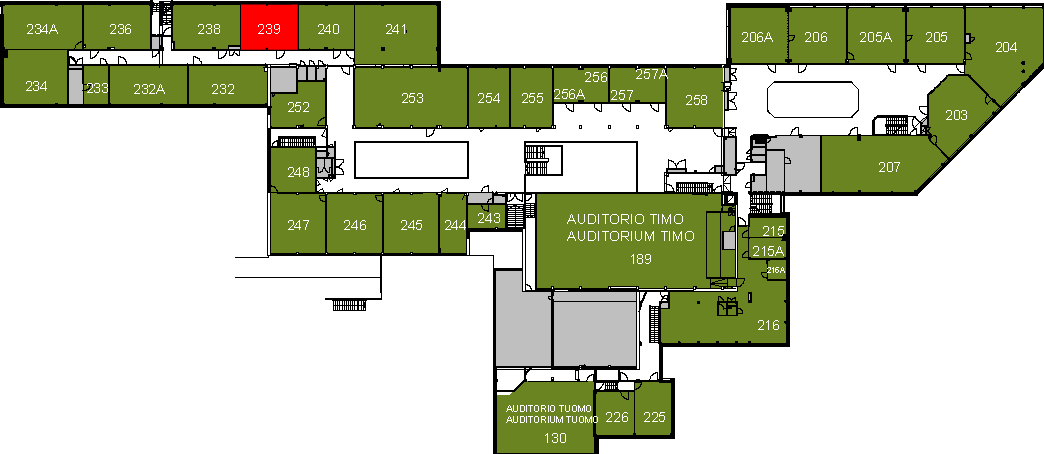 234A
236
238
239
240
241
206A
206
205A
205
204
234
233
232A
232
252
253
254
255
256
256A
257A
257
258
203
207
248
247
246
245
244
243
AUDITORIO TIMO
AUDITORIUM TIMO
189
215
215A
216A
216
AUDITORIO TUOMO
AUDITORIUM TUOMO
130
226
225